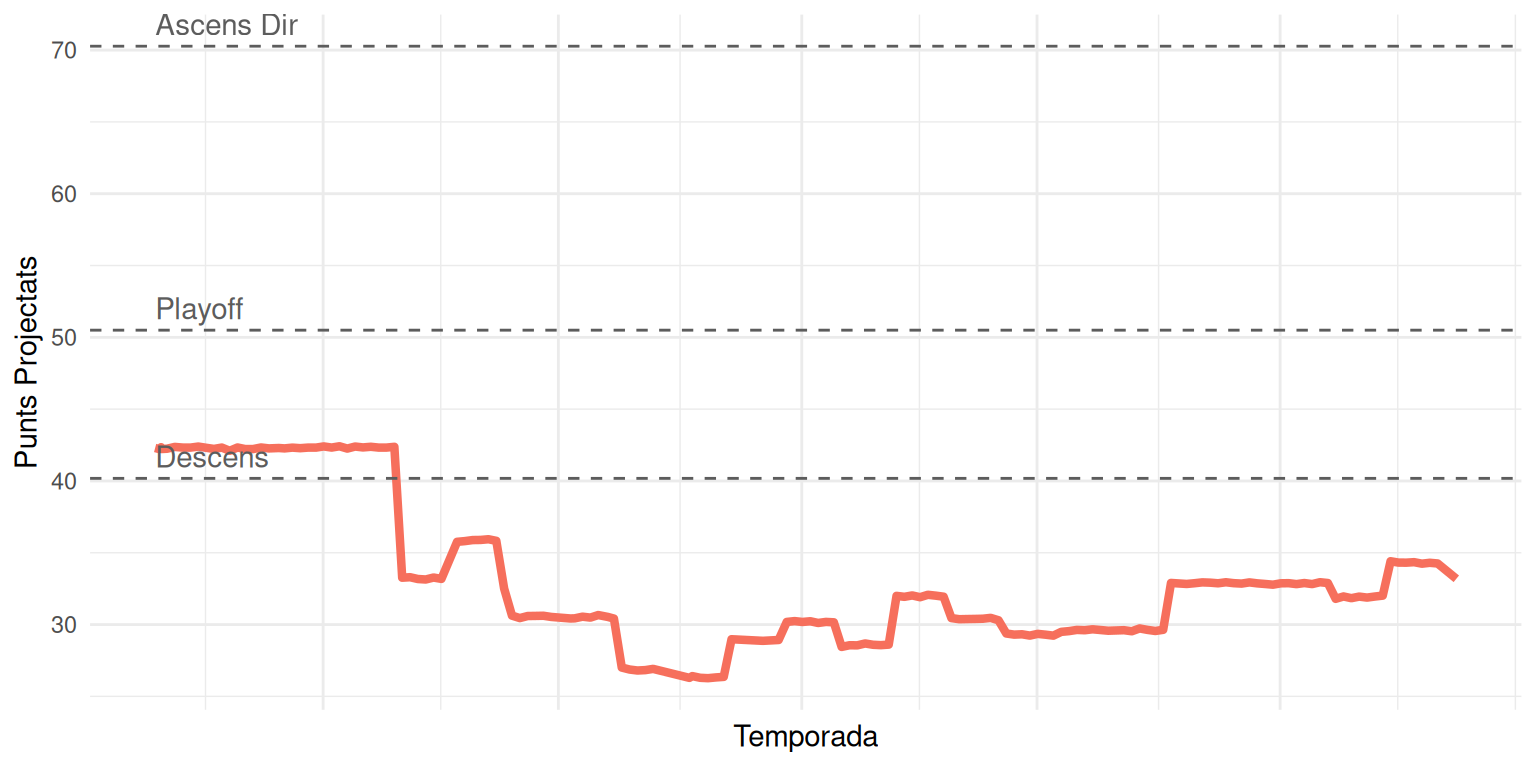 Ascens Dir
70
60
Playoff
50
Descens
40
30
Punts Projectats
Temporada